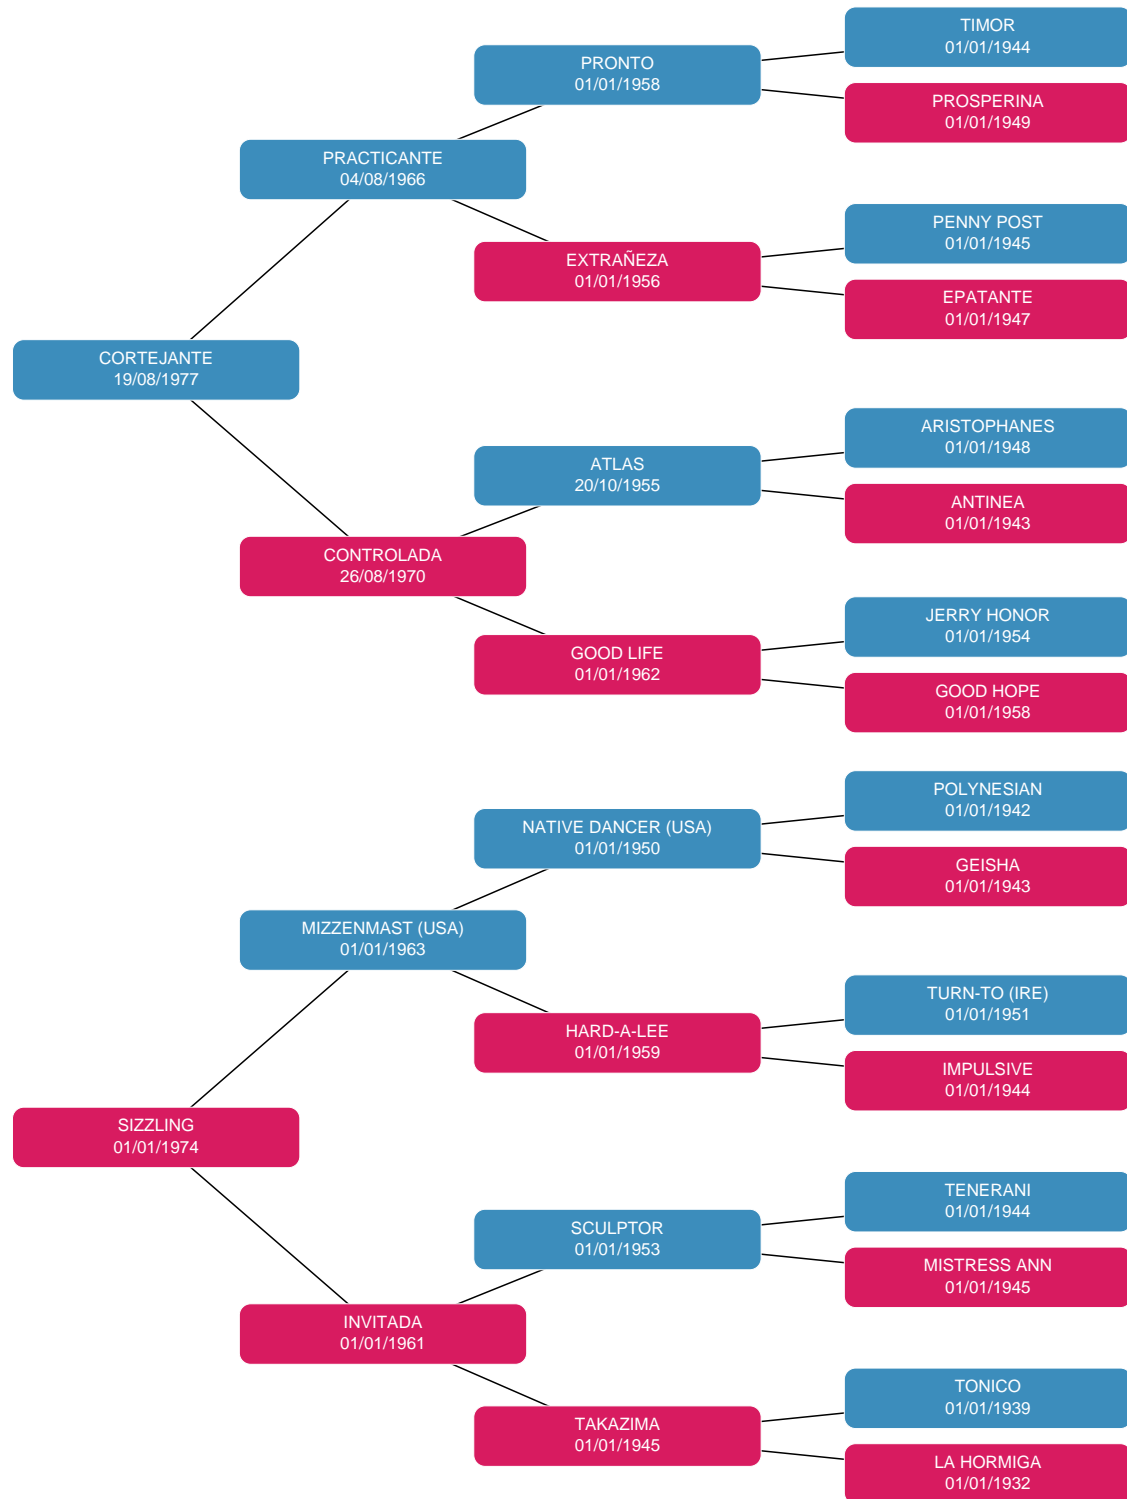 TIMOR
01/01/1944
PRONTO
01/01/1958
PROSPERINA
01/01/1949
PRACTICANTE
04/08/1966
PENNY POST
01/01/1945
EXTRAÑEZA
01/01/1956
EPATANTE
01/01/1947
CORTEJANTE
19/08/1977
ARISTOPHANES
01/01/1948
ATLAS
20/10/1955
ANTINEA
01/01/1943
CONTROLADA
26/08/1970
JERRY HONOR
01/01/1954
GOOD LIFE
01/01/1962
GOOD HOPE
01/01/1958
POLYNESIAN
01/01/1942
NATIVE DANCER (USA)
01/01/1950
GEISHA
01/01/1943
MIZZENMAST (USA)
01/01/1963
TURN-TO (IRE)
01/01/1951
HARD-A-LEE
01/01/1959
IMPULSIVE
01/01/1944
SIZZLING
01/01/1974
TENERANI
01/01/1944
SCULPTOR
01/01/1953
MISTRESS ANN
01/01/1945
INVITADA
01/01/1961
TONICO
01/01/1939
TAKAZIMA
01/01/1945
LA HORMIGA
01/01/1932